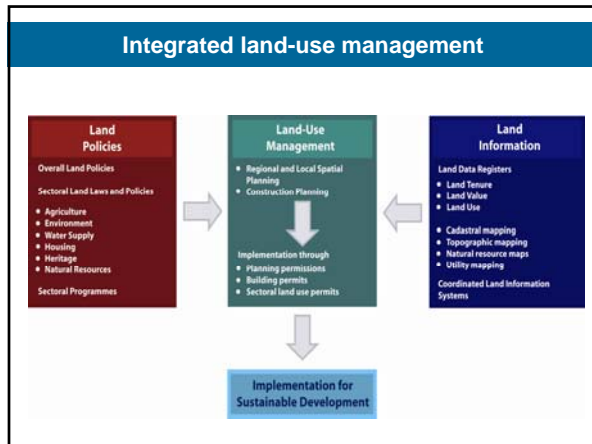 Integrated land-use management
Land
Policies
Overall Land Policies
Sectoral Land Laws and Policies
• Agriculture
• Environment
• Water Supply
• Housing
• Heritage
• Natural Resources
Sectoral Programmes
Land-Use
Management
• Regional and Local Spatial
Planning
• Construction Planning
Implementation through
• Planning permissions
• Building permits
• Sectoral land use permits
Land
Information
Land Data Registers
• Land Tenure
• Land Value
• Land Use
• Cadastral mapping
• Topographic mapping
• Natural resource maps
• Utility mapping
Coordinated Land Information
Systems
Implementation for
Sustainable Development